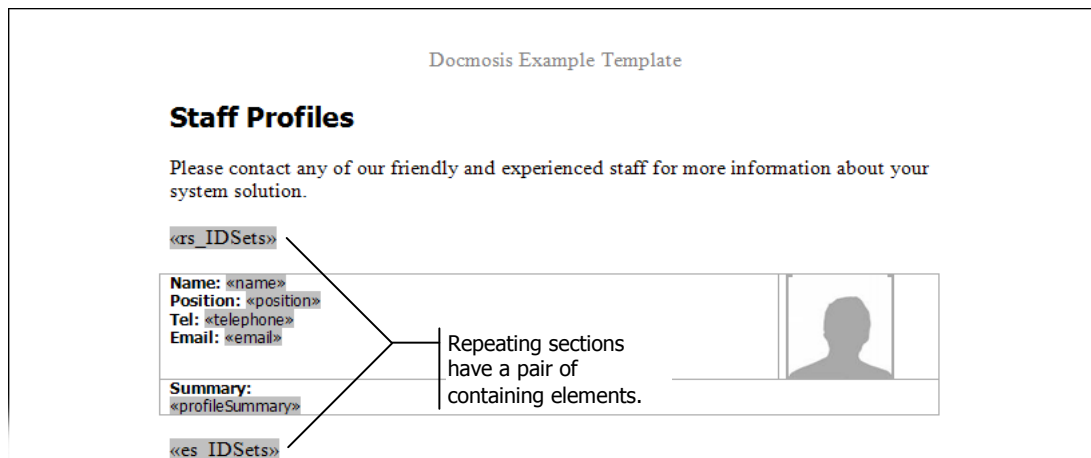 Docmosis Example Template
Staff Profiles
Please contact any of our friendly and experienced staff for more information about your
system solution.
«rs_IDSets»
Name: «name»
Position: «position»
Tel: «telephone»
Email: «email»
Repeating sections
have a pair of
containing elements.
Summary:
«profileSummary»
«es_IDSets»